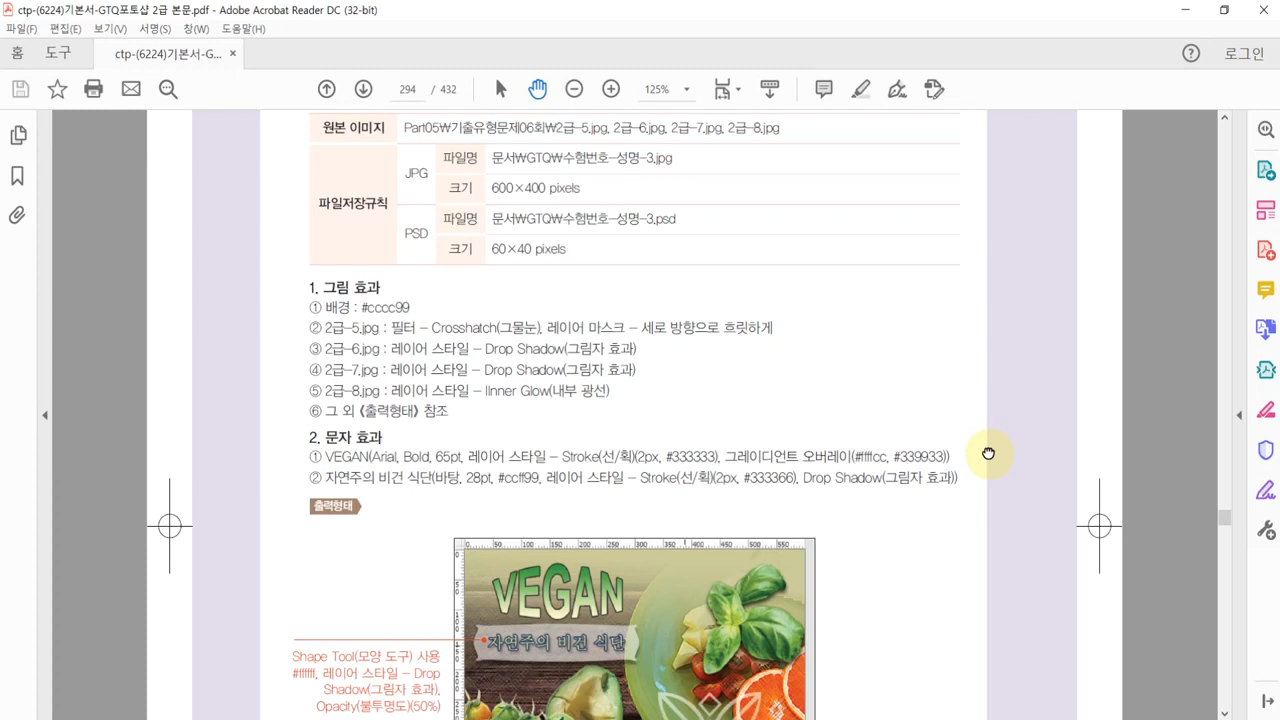 ctp-(6224)기본서-GTQ포토샵 2급 본문.pdf - Adobe Acrobat Reader DC (32-bit)
파일(F) 편집(E) 보기(V) 서명(S) 창(W) 도움말(H)
홈 도구 ctp-(6224)기본서-G... × 로그인
294 / 432 125%
원본 이미지 Part05₩기출유형문제06회₩2급-5.jpg, 2급-6.jpg, 2급-7.jpg, 2급-8.jpg
파일저장규칙 JPG 파일명 문서₩GTQ₩수험번호-성명-3.jpg
크기 600×400 pixels
PSD 파일명 문서₩GTQ₩수험번호-성명-3.psd
크기 60×40 pixels
1. 그림 효과
① 배경 : #cccc99
② 2급-5.jpg : 필터 - Crosshatch(그물눈), 레이어 마스크 - 세로 방향으로 흐릿하게
③ 2급-6.jpg : 레이어 스타일 - Drop Shadow(그림자 효과)
④ 2급-7.jpg : 레이어 스타일 - Drop Shadow(그림자 효과)
⑤ 2급-8.jpg : 레이어 스타일 - IInner Glow(내부 광선)
⑥ 그 외 《출력형태》 참조
2. 문자 효과
① VEGAN(Arial, Bold, 65pt, 레이어 스타일 - Stroke(선/획)(2px, #333333), 그레이디언트 오버레이(#ffffcc, #339933))
② 자연주의 비건 식단(바탕, 28pt, #ccff99, 레이어 스타일 - Stroke(선/획)(2px, #333366), Drop Shadow(그림자 효과))
출력형태
0 50 100 150 200 250 300 350 400 450 500 550
VEGAN
자연주의 비건 식단
Shape Tool(모양 도구) 사용
#ffffff, 레이어 스타일 - Drop
Shadow(그림자 효과),
Opacity(불투명도)(50%)